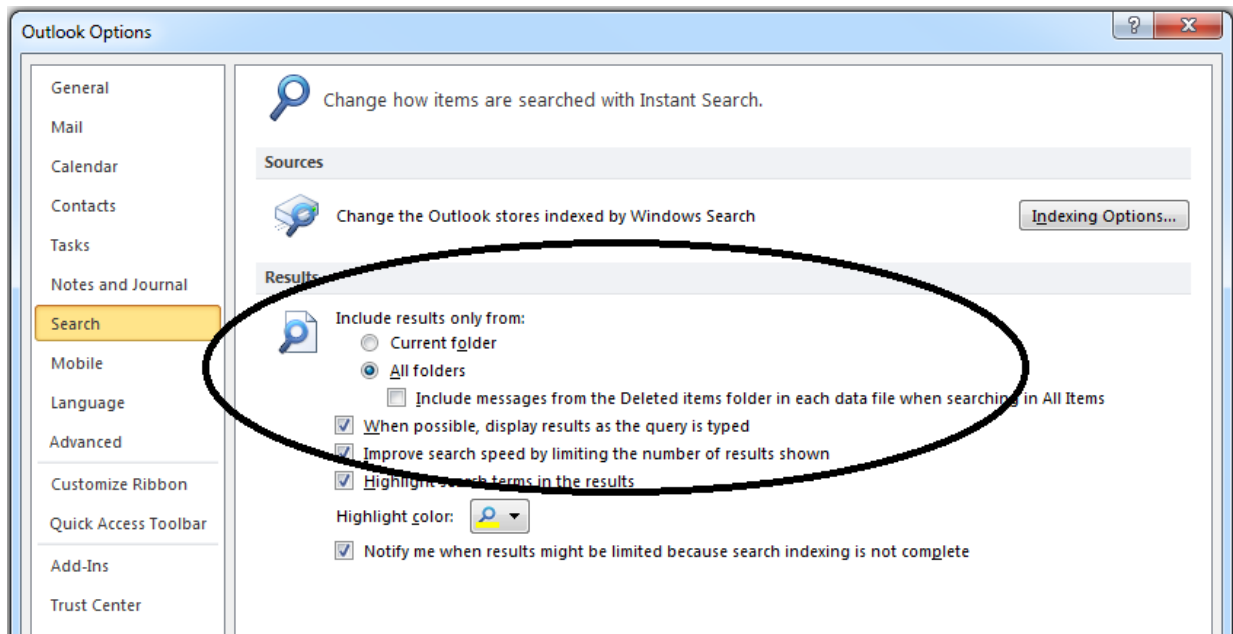 Outlook Options
General
Mail
Calendar
Contacts
Tasks
Notes and Journal
Search
Mobile
Language
Advanced
Customize Ribbon
Quick Access Toolbar
Add-Ins
Trust Center
Change how items are searched with Instant Search.
Sources
Change the Outlook stores indexed by Windows Search
Indexing Options...
Results
Include results only from:
Current folder
All folders
Include messages from the Deleted items folder in each data file when searching in All Items
When possible, display results as the query is typed
Improve search speed by limiting the number of results shown
Highlight search terms in the results
Highlight color:
Notify me when results might be limited because search indexing is not complete